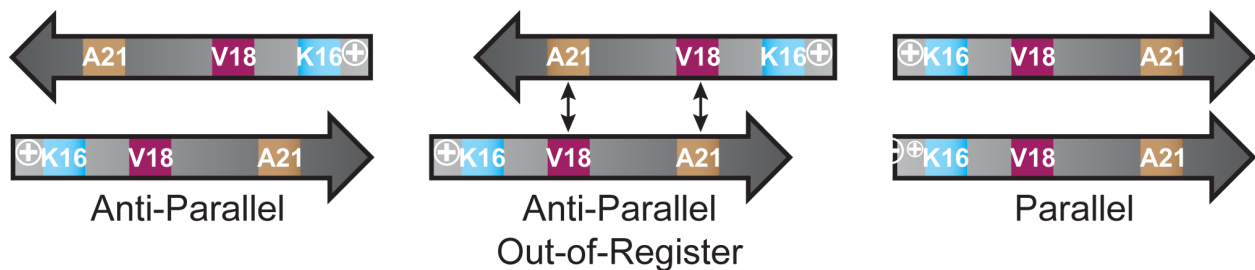 A21 V18 K16 ⊕
⊕ K16 V18 A21
Anti-Parallel
A21 V18 K16 ⊕
⊕ K16 V18 A21
Anti-Parallel
Out-of-Register
⊕ K16 V18 A21
⊕ K16 V18 A21
Parallel